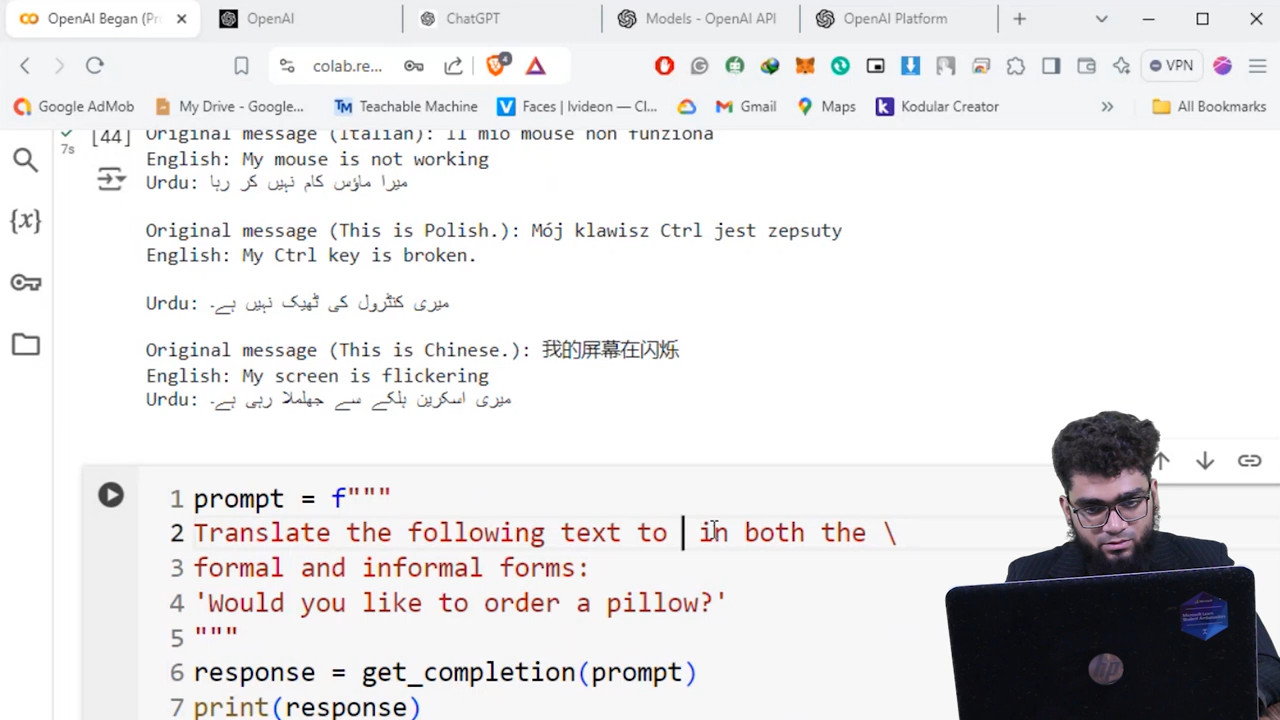 OpenAI Began (Pr
OpenAI
ChatGPT
Models - OpenAI API
OpenAI Platform
colab.re...
4
VPN
Google AdMob
My Drive - Google...
TM Teachable Machine
Faces | Ivideon — Cl...
Gmail
Maps
Kodular Creator
All Bookmarks
[44]
7s
Original message (Italian): Il mio mouse non funziona
English: My mouse is not working
Urdu: میرا ماؤس کام نہیں کر رہا
Original message (This is Polish.): Mój klawisz Ctrl jest zepsuty
English: My Ctrl key is broken.
Urdu: میری کنٹرول کی ٹھیک نہیں ہے۔
Original message (This is Chinese.): 我的屏幕在闪烁
English: My screen is flickering
Urdu: میری اسکرین ہلکے سے جھلملا رہی ہے۔
1 prompt = f"""
2 Translate the following text to in both the \
3 formal and informal forms:
4 'Would you like to order a pillow?'
5 """
6 response = get_completion(prompt)
7 print(response)
hp